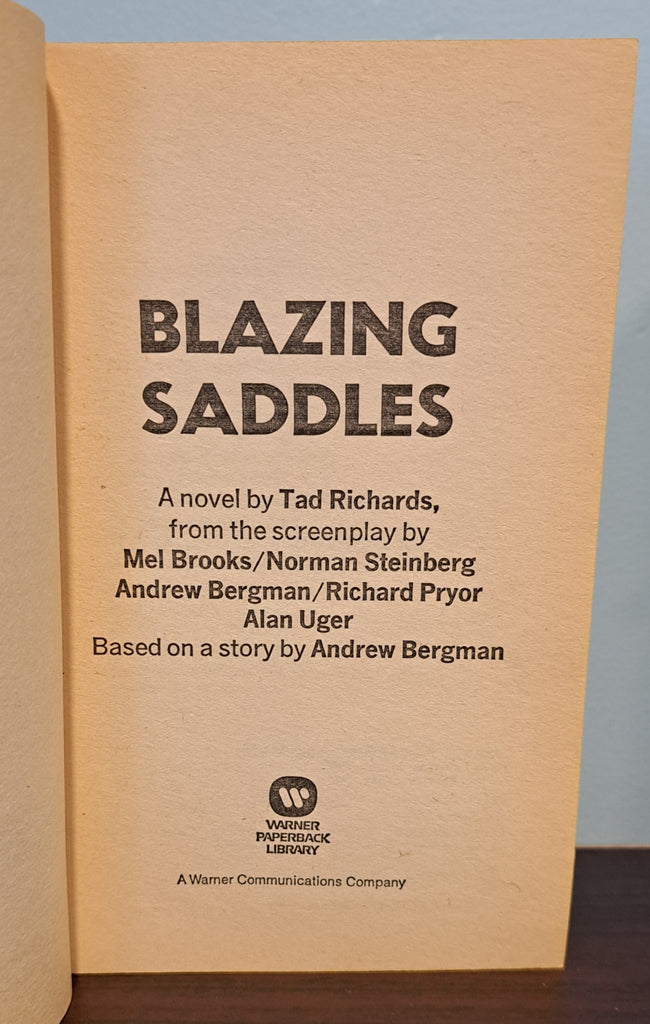 BLAZING
SADDLES
A novel by Tad Richards,
from the screenplay by
Mel Brooks/Norman Steinberg
Andrew Bergman/Richard Pryor
Alan Uger
Based on a story by Andrew Bergman
WARNER
PAPERBACK
LIBRARY
A Warner Communications Company